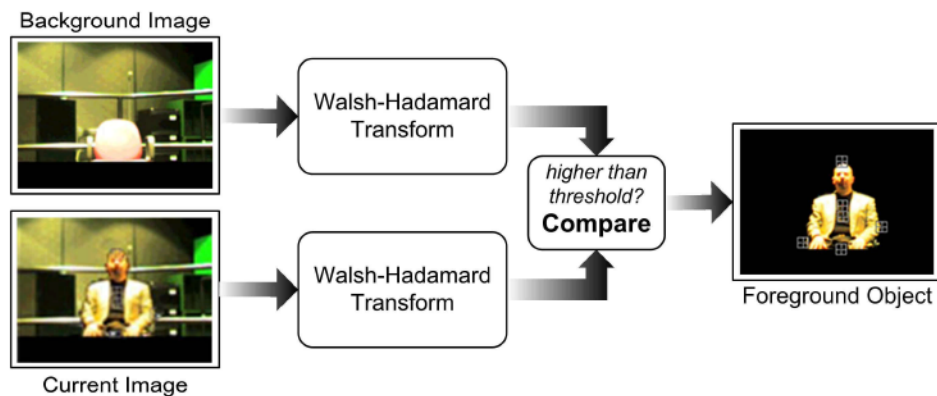 Background Image
Walsh-Hadamard
Transform
higher than
threshold?
Compare
Foreground Object
Walsh-Hadamard
Transform
Current Image